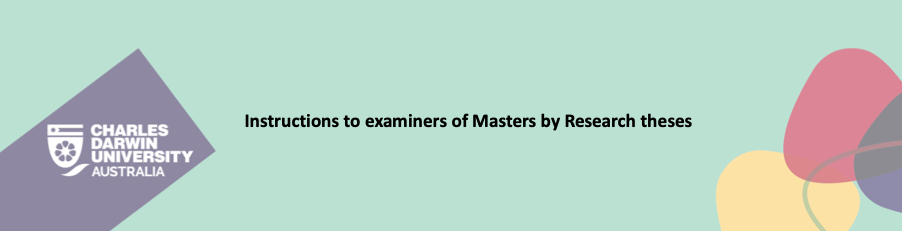 CHARLES
DARWIN
UNIVERSITY
AUSTRALIA
Instructions to examiners of Masters by Research theses